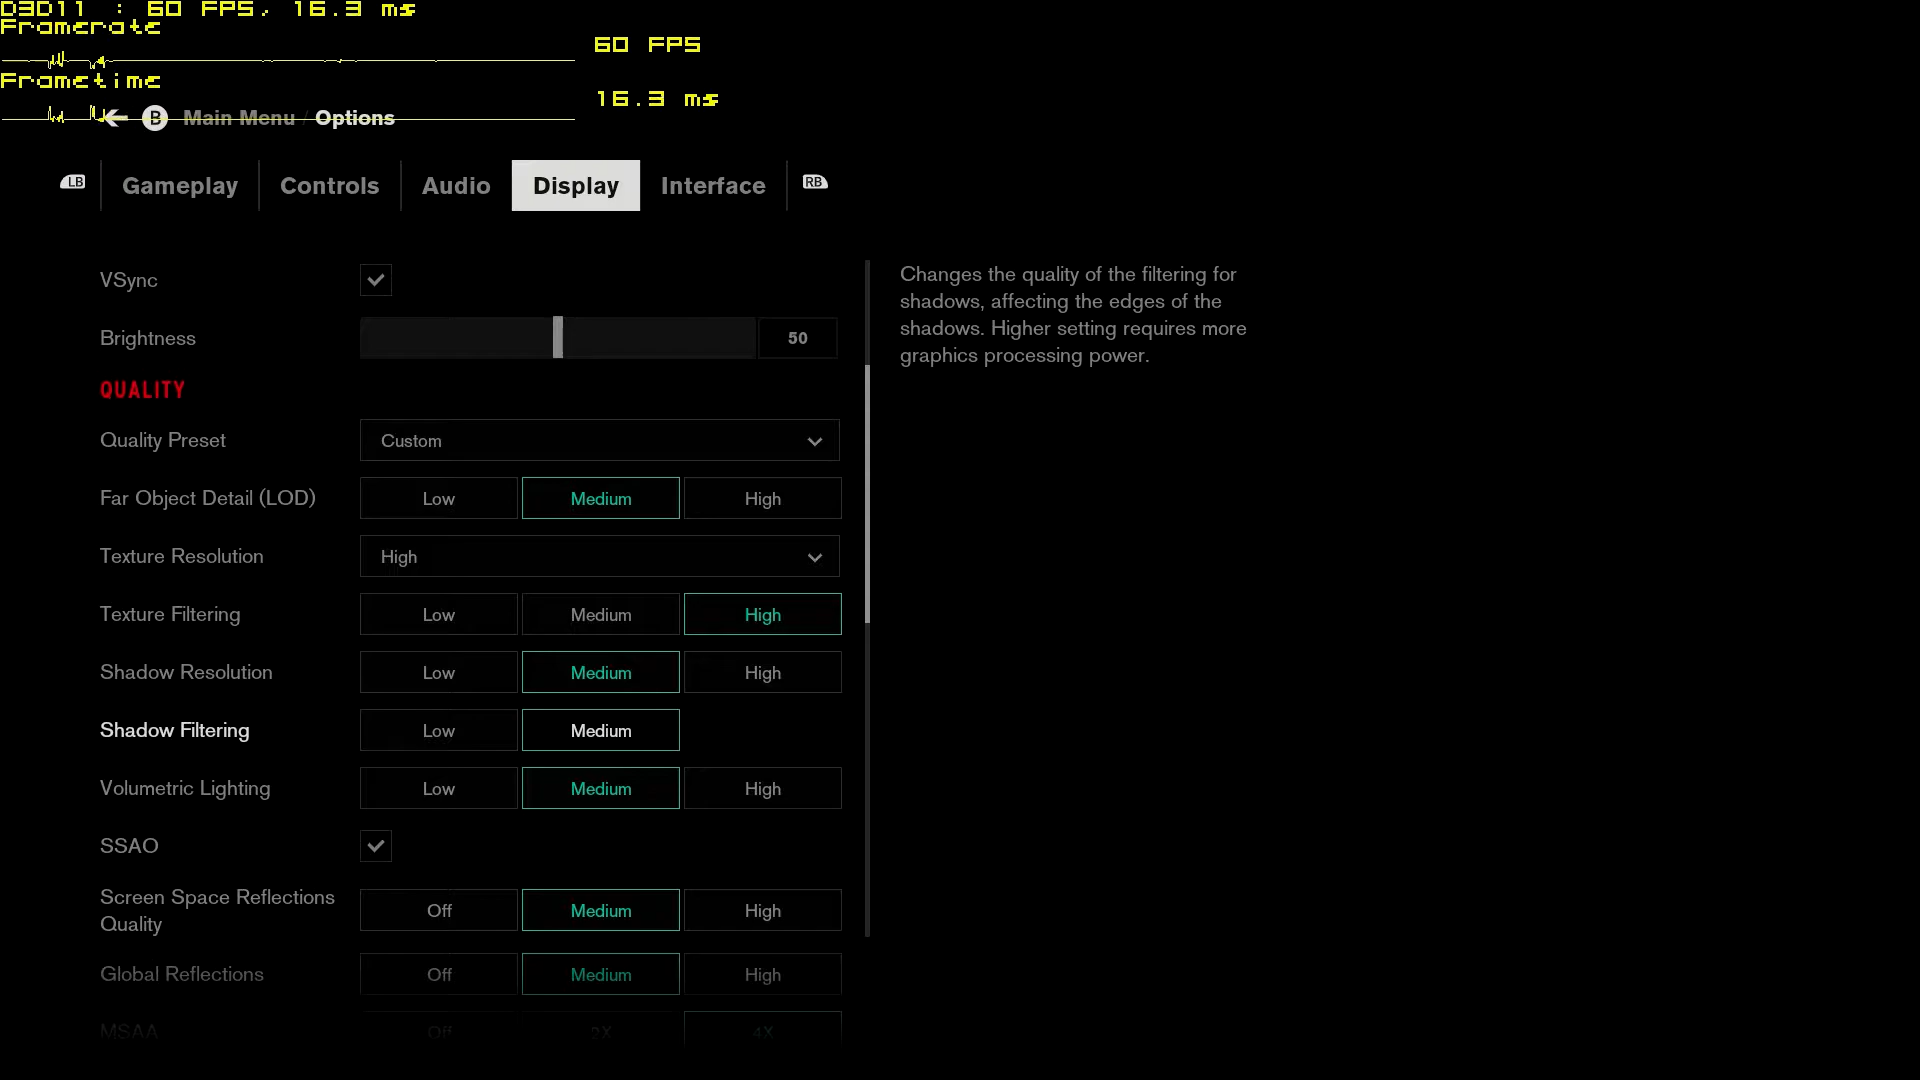 D3D11 : 60 FPS, 16.3 ms
Framerate
60 FPS
Frametime
16.3 ms
B Main Menu / Options
LB Gameplay Controls Audio Display Interface RB
VSync
Brightness 50
QUALITY
Quality Preset Custom
Far Object Detail (LOD) Low Medium High
Texture Resolution High
Texture Filtering Low Medium High
Shadow Resolution Low Medium High
Shadow Filtering Low Medium
Volumetric Lighting Low Medium High
SSAO
Screen Space Reflections
Quality Off Medium High
Global Reflections Off Medium High
MSAA Off 2X 4X
Changes the quality of the filtering for
shadows, affecting the edges of the
shadows. Higher setting requires more
graphics processing power.